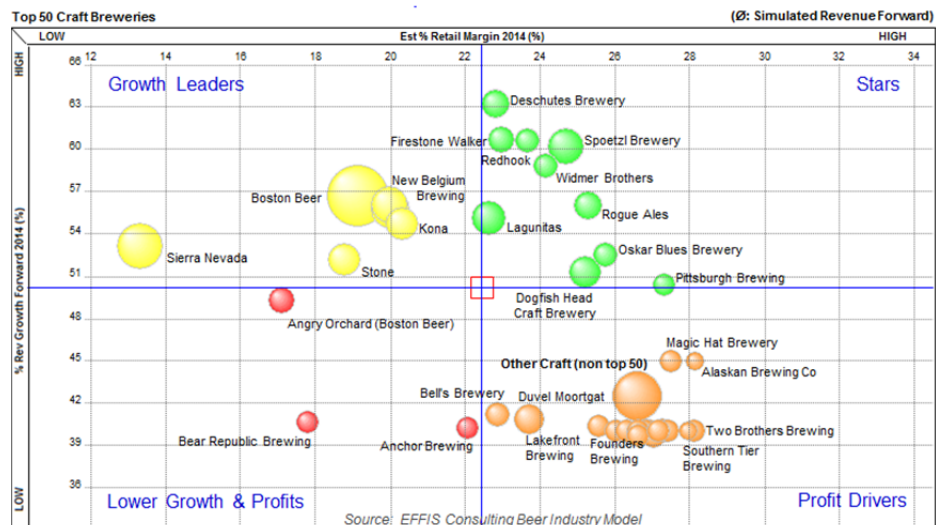 Top 50 Craft Breweries
(Ø: Simulated Revenue Forward)
LOW
Est % Retail Margin 2014 (%)
HIGH
12 14 16 18 20 22 24 26 28 30 32 34
HIGH
% Rev Growth Forward 2014 (%)
LOW
66
63
60
57
54
51
45
42
39
36
Growth Leaders
Stars
Deschutes Brewery
Firestone Walker
Spoetzl Brewery
Redhook
Widmer Brothers
New Belgium
Brewing
Boston Beer
Rogue Ales
Kona
Lagunitas
Oskar Blues Brewery
Sierra Nevada
Stone
Pittsburgh Brewing
Dogfish Head
Craft Brewery
Angry Orchard (Boston Beer)
Magic Hat Brewery
Other Craft (non top 50)
Alaskan Brewing Co
Bell's Brewery
Duvel Moortgat
Bear Republic Brewing
Anchor Brewing
Lakefront
Brewing
Founders
Brewing
Two Brothers Brewing
Southern Tier
Brewing
Lower Growth & Profits
Profit Drivers
Source: EFFIS Consulting Beer Industry Model